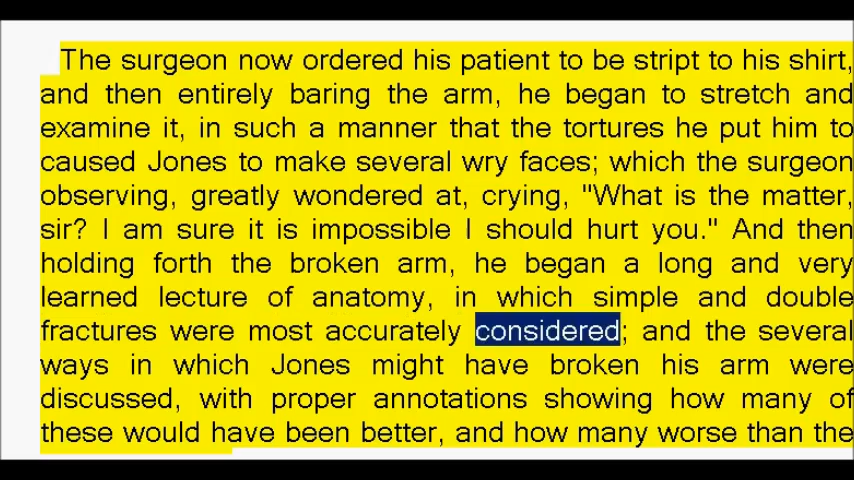 The surgeon now ordered his patient to be stript to his shirt,
and then entirely baring the arm, he began to stretch and
examine it, in such a manner that the tortures he put him to
caused Jones to make several wry faces; which the surgeon
observing, greatly wondered at, crying, "What is the matter,
sir? I am sure it is impossible I should hurt you." And then
holding forth the broken arm, he began a long and very
learned lecture of anatomy, in which simple and double
fractures were most accurately considered; and the several
ways in which Jones might have broken his arm were
discussed, with proper annotations showing how many of
these would have been better, and how many worse than the